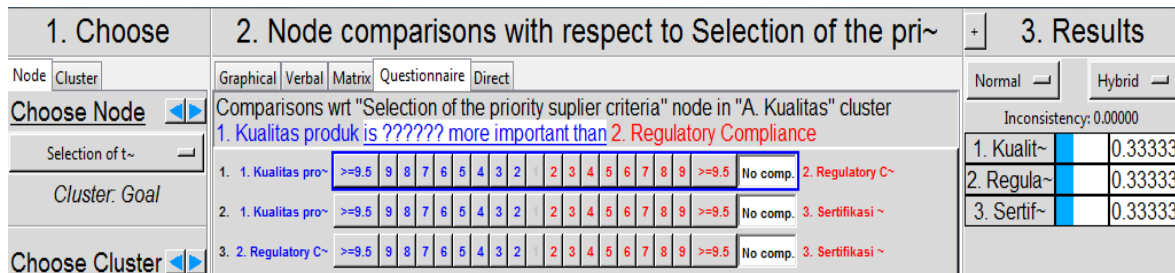 1. Choose
2. Node comparisons with respect to Selection of the pri~
+ 3. Results
Node Cluster
Graphical Verbal Matrix Questionnaire Direct
Normal Hybrid
Choose Node
Comparisons wrt "Selection of the priority suplier criteria" node in "A. Kualitas" cluster
1. Kualitas produk is ?????? more important than 2. Regulatory Compliance
Inconsistency: 0.00000
Selection of t~
Cluster: Goal
1. 1. Kualitas pro~ >=9.5 9 8 7 6 5 4 3 2 1 2 3 4 5 6 7 8 9 >=9.5 No comp. 2. Regulatory C~
2. 1. Kualitas pro~ >=9.5 9 8 7 6 5 4 3 2 1 2 3 4 5 6 7 8 9 >=9.5 No comp. 3. Sertifikasi ~
3. 2. Regulatory C~ >=9.5 9 8 7 6 5 4 3 2 1 2 3 4 5 6 7 8 9 >=9.5 No comp. 3. Sertifikasi ~
1. Kualit~ 0.33333
2. Regula~ 0.33333
3. Sertif~ 0.33333
Choose Cluster